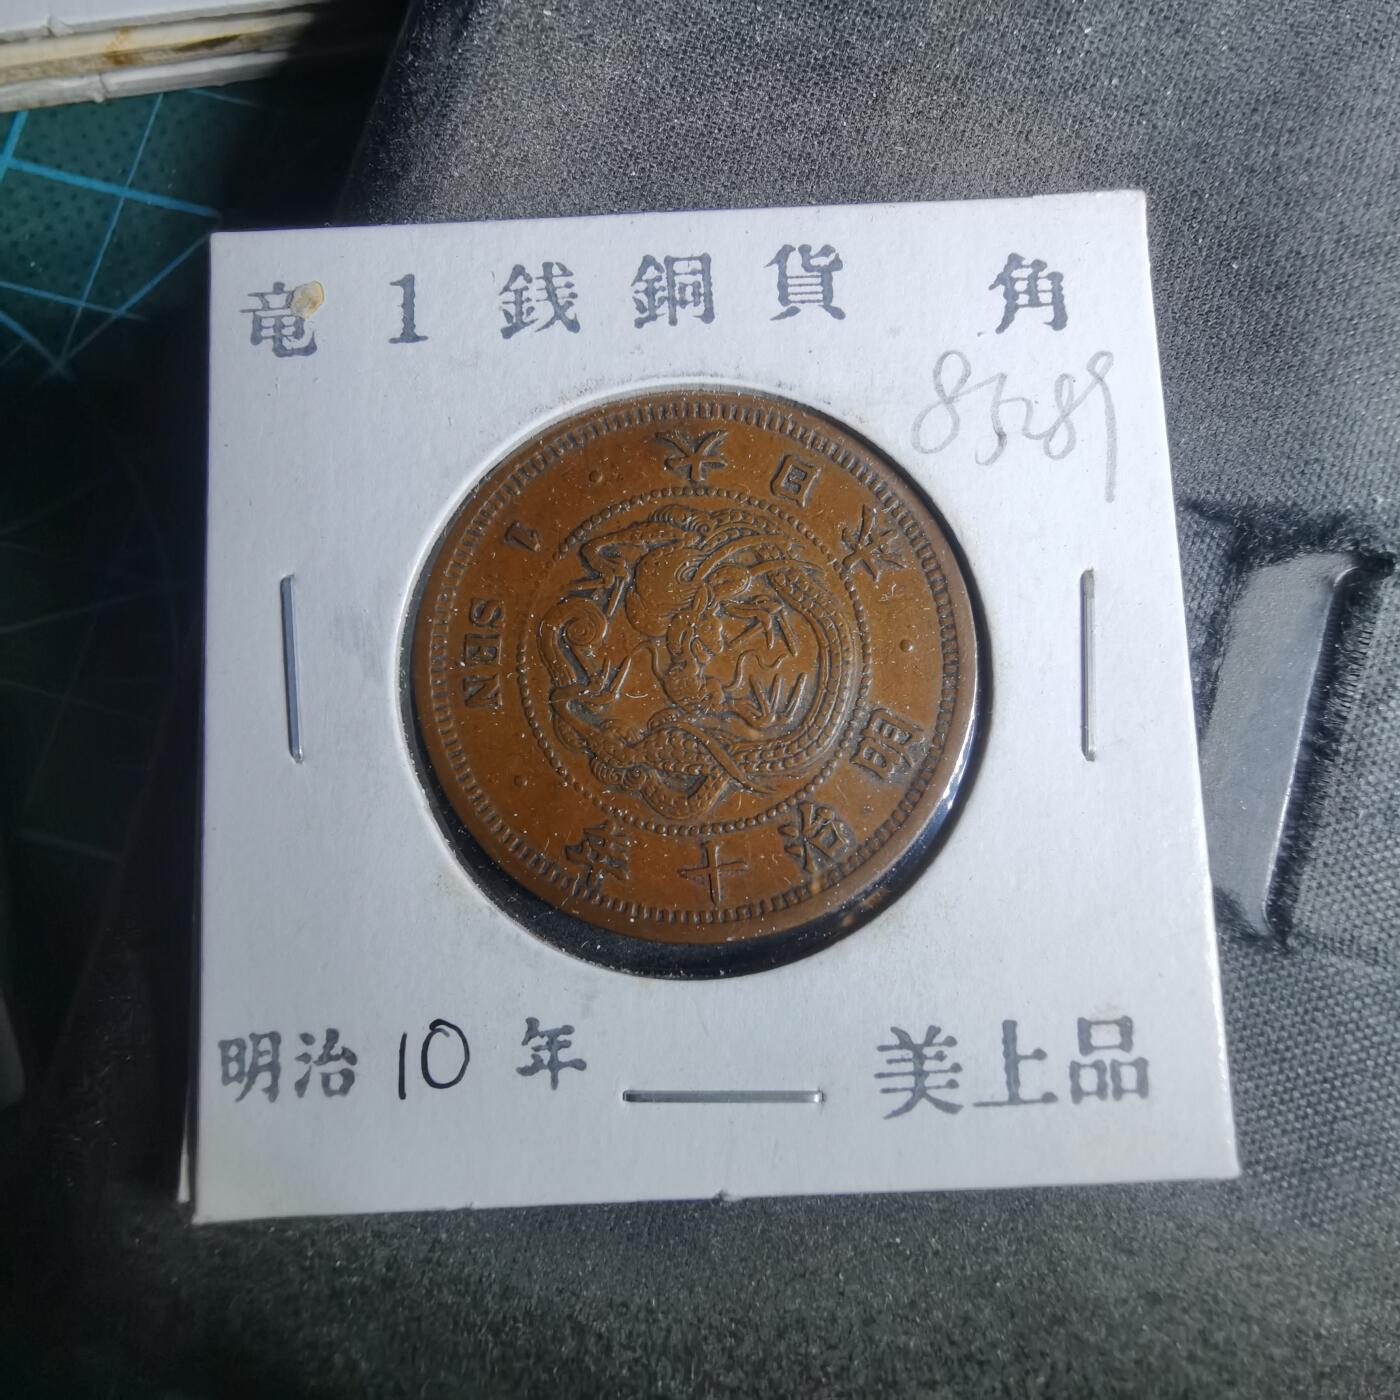 竜 1 銭 銅 貨 角
8528９
大日本・明治十年・1 SEN・
明治 10 年 美上品